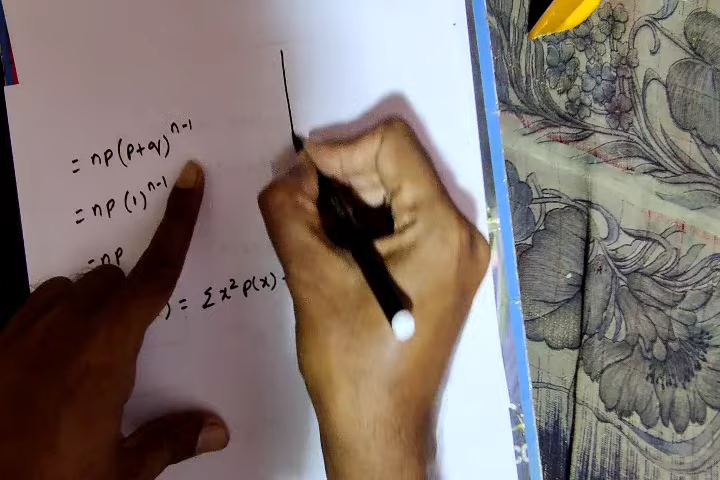 = np(p+q)^{n-1}
= np(1)^{n-1}
= np
) = Σx²p(x) -